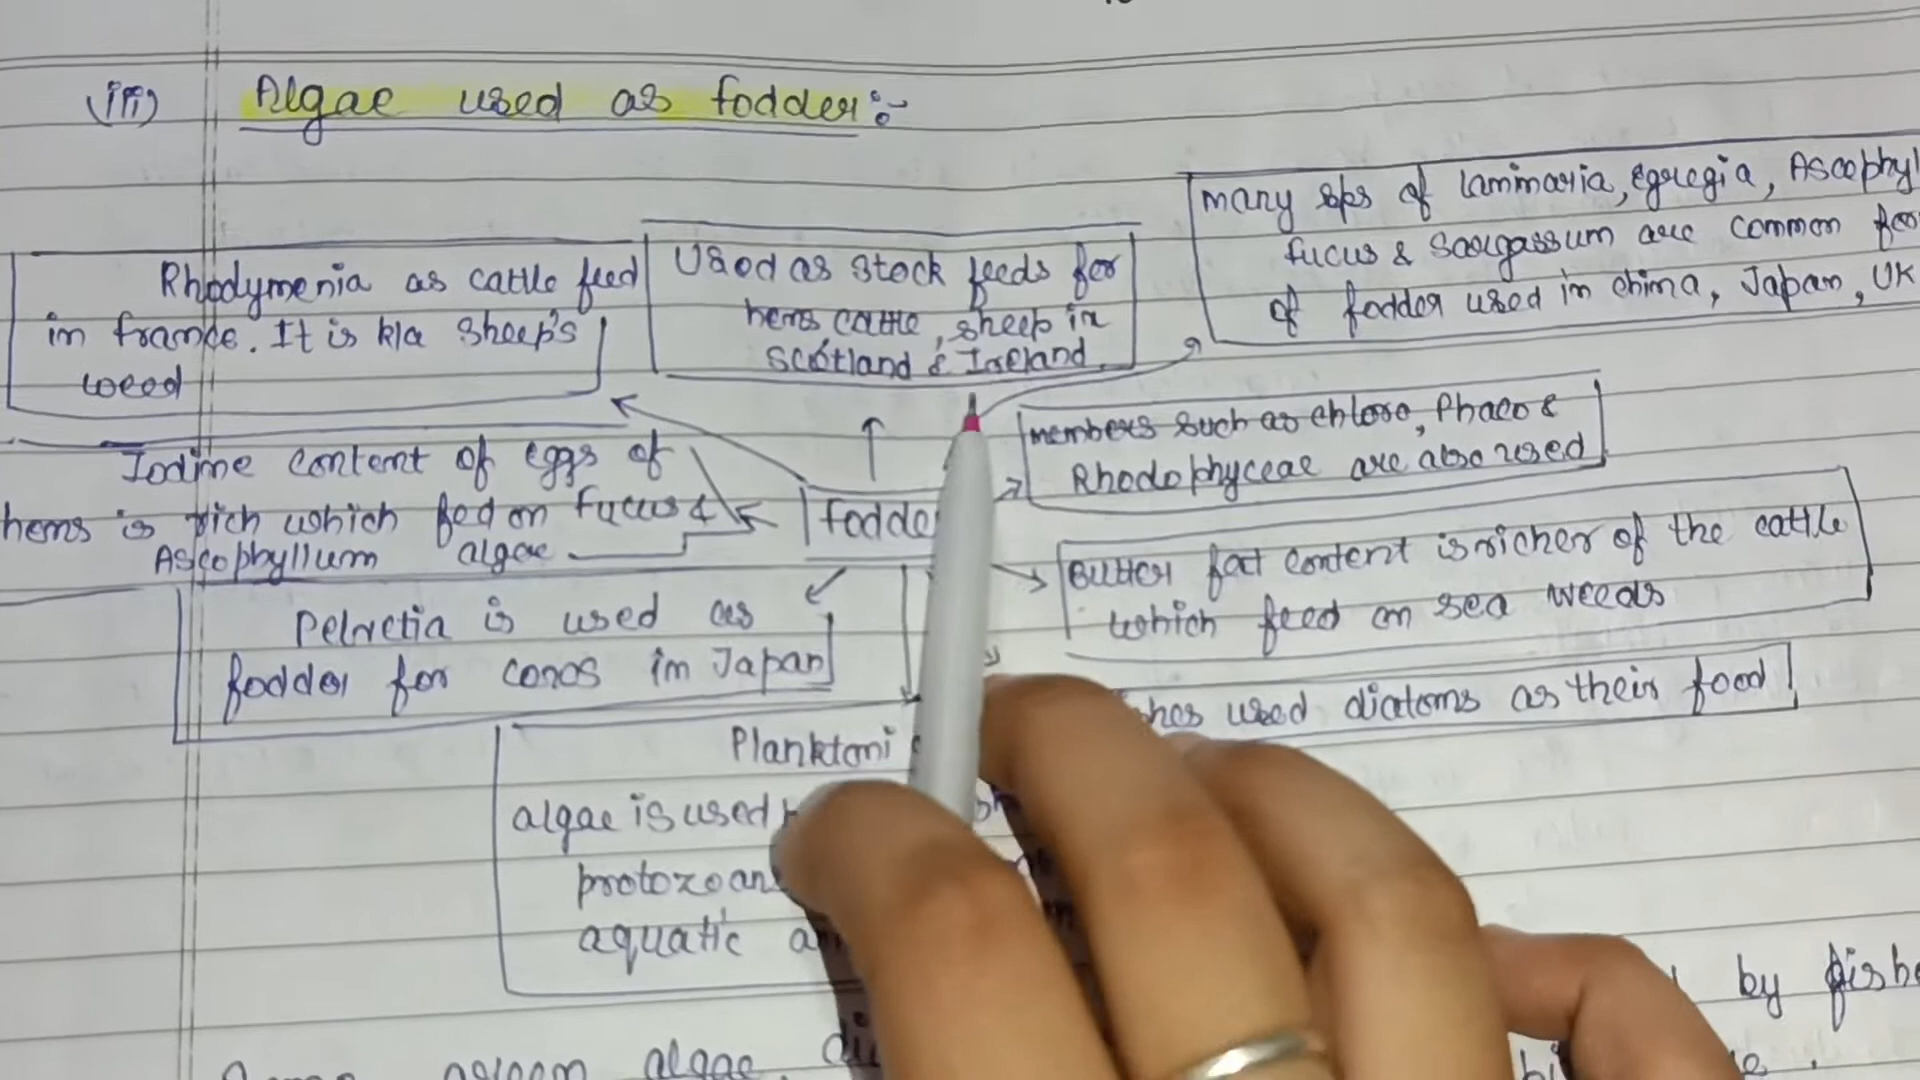 (iii) Algae used as fodder:-
many sps of laminaria, egregia, Ascophyl
fucus & Sargassum are common
of fodder used in china, Japan, UK
Used as stock feeds for
hens cattle, sheep in
Scotland & Ireland
Rhodymenia as cattle feed
in france. It is k/a sheep's
weed
members such as chloro, Phaeo &
Rhodophyceae are also used
Iodine content of eggs of
hens is rich which fed on fucus &
Ascophyllum algae
fodde
Butter fat content is richer of the cattle
which feed on sea weeds
Pelvetia is used as
fodder for cows in Japan
hes used diatoms as their food
Planktoni
algae is used
protozoans
aquatic
by fishe
green algae, di